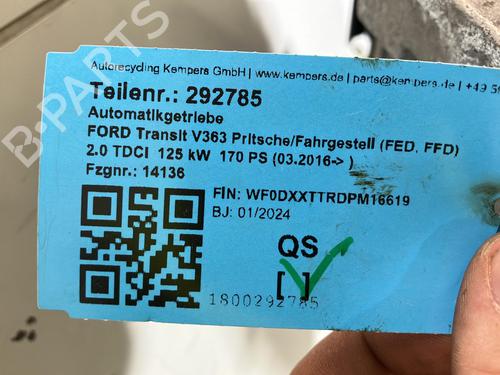 Autorecycling Kempers GmbH | www.kempers.de | parts@kempers.de | +49
Teilenr.: 292785
Automatikgetriebe
FORD Transit V363 Pritsche/Fahrgestell (FED, FFD)
2.0 TDCI 125 kW 170 PS (03.2016-> )
Fzgnr.: 14136
FIN: WF0DXXTTRDPM16619
BJ: 01/2024
QS
[ ]
1800292785
B-PARTS